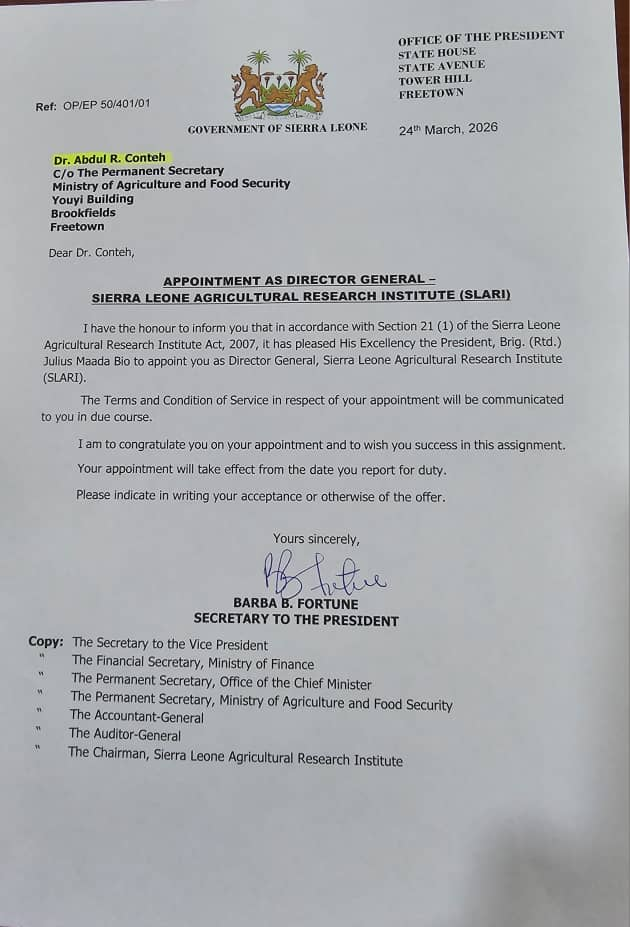 OFFICE OF THE PRESIDENT
STATE HOUSE
STATE AVENUE
TOWER HILL
FREETOWN
Ref: OP/EP 50/401/01
GOVERNMENT OF SIERRA LEONE
24th March, 2026
Dr. Abdul R. Conteh
C/o The Permanent Secretary
Ministry of Agriculture and Food Security
Youyi Building
Brookfields
Freetown
Dear Dr. Conteh,
APPOINTMENT AS DIRECTOR GENERAL –
SIERRA LEONE AGRICULTURAL RESEARCH INSTITUTE (SLARI)
I have the honour to inform you that in accordance with Section 21 (1) of the Sierra Leone
Agricultural Research Institute Act, 2007, it has pleased His Excellency the President, Brig. (Rtd.)
Julius Maada Bio to appoint you as Director General, Sierra Leone Agricultural Research Institute
(SLARI).
The Terms and Condition of Service in respect of your appointment will be communicated
to you in due course.
I am to congratulate you on your appointment and to wish you success in this assignment.
Your appointment will take effect from the date you report for duty.
Please indicate in writing your acceptance or otherwise of the offer.
Yours sincerely,
BARBA B. FORTUNE
SECRETARY TO THE PRESIDENT
Copy: The Secretary to the Vice President
" The Financial Secretary, Ministry of Finance
" The Permanent Secretary, Office of the Chief Minister
" The Permanent Secretary, Ministry of Agriculture and Food Security
" The Accountant-General
" The Auditor-General
" The Chairman, Sierra Leone Agricultural Research Institute